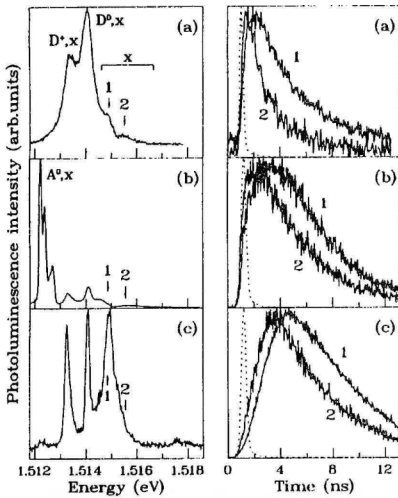 Photoluminescence intensity (arb.units)
D⁺,x
D⁰,x
x
1
2
(a)
A⁰,x
1
2
(b)
1
2
(c)
1.512 1.514 1.516 1.518
Energy (eV)
(a)
1
2
(b)
1
2
(c)
1
2
0 4 8 12
Time (ns)